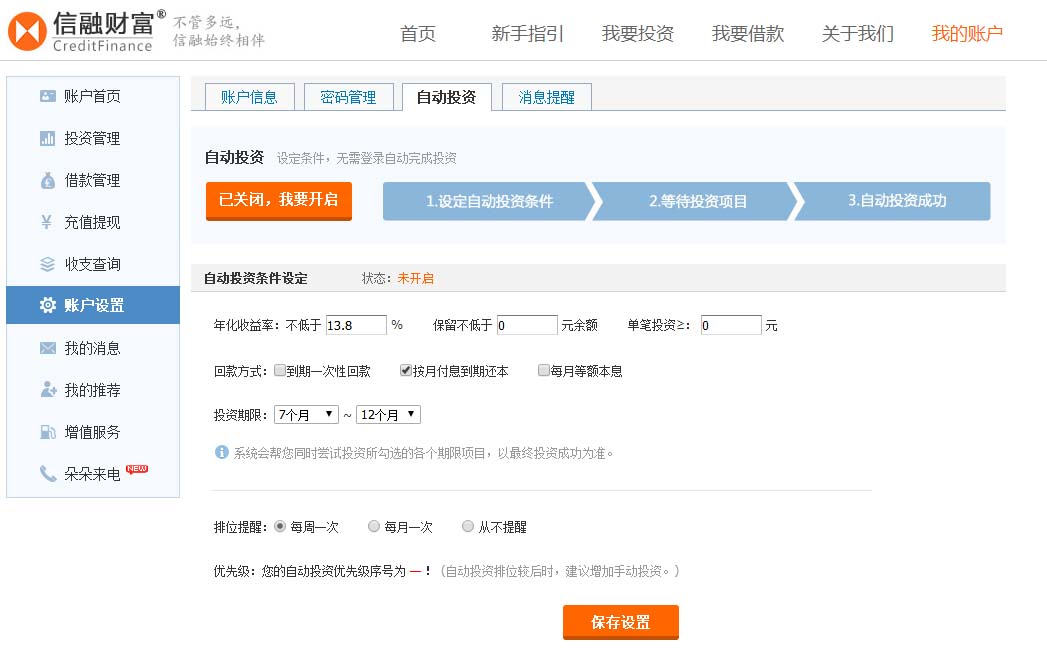 信融财富® 不管多远，
CreditFinance 信融始终相伴
首页 新手指引 我要投资 我要借款 关于我们 我的账户
账户首页
投资管理
借款管理
¥ 充值提现
收支查询
账户设置
我的消息
我的推荐
增值服务
朵朵来电 NEW
账户信息 密码管理 自动投资 消息提醒
自动投资 设定条件，无需登录自动完成投资
已关闭，我要开启 1.设定自动投资条件 2.等待投资项目 3.自动投资成功
自动投资条件设定 状态：未开启
年化收益率：不低于 13.8 % 保留不低于 0 元余额 单笔投资≥： 0 元
回款方式： 到期一次性回款 按月付息到期还本 每月等额本息
投资期限： 7个月 ~ 12个月
系统会帮您同时尝试投资所勾选的各个期限项目，以最终投资成功为准。
排位提醒： 每周一次 每月一次 从不提醒
优先级：您的自动投资优先级序号为 — ！（自动投资排位较后时，建议增加手动投资。）
保存设置